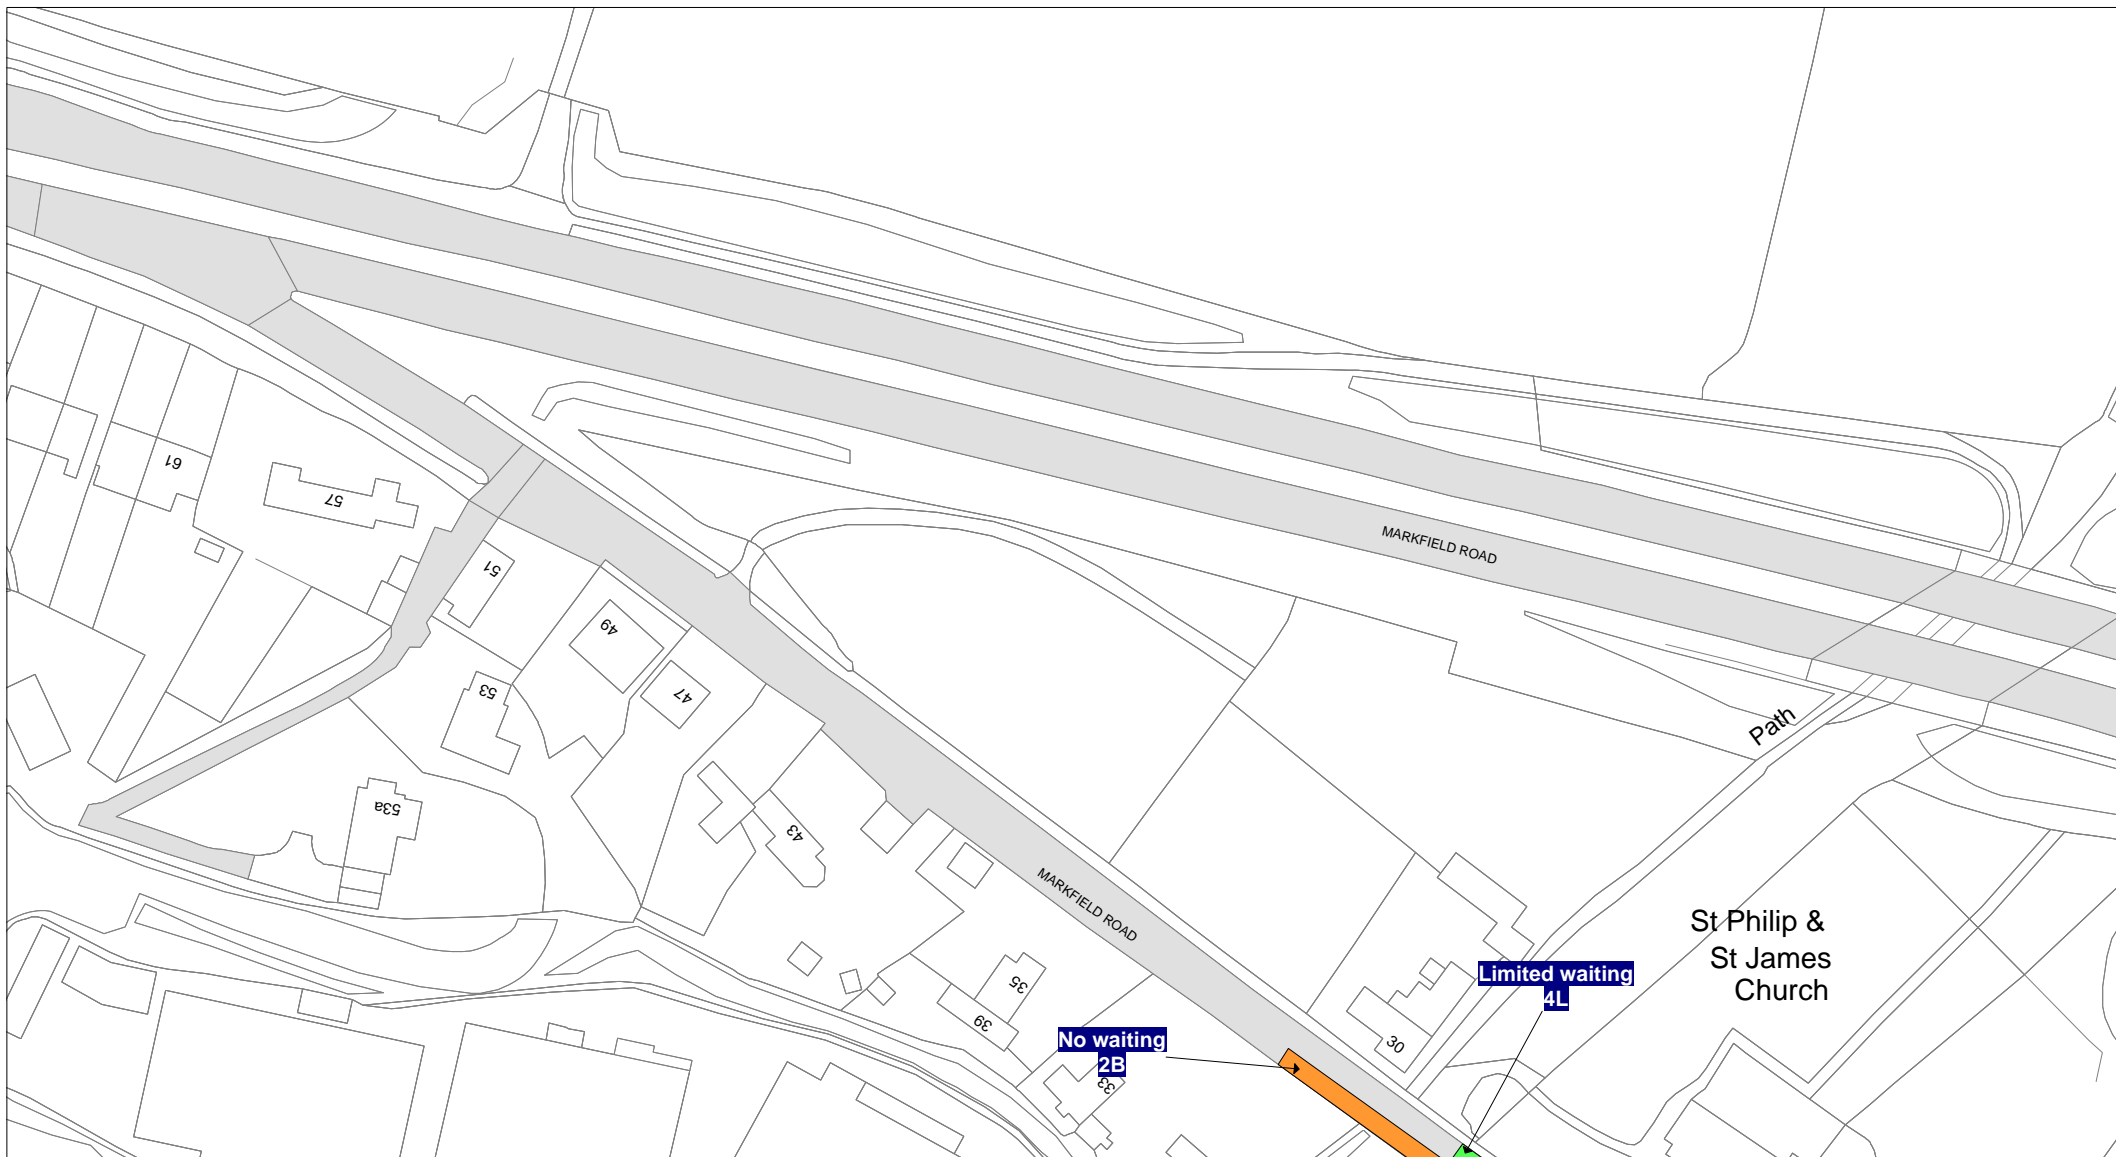 61
57
51
49
47
53
53a
43
MARKFIELD ROAD
MARKFIELD ROAD
Path
St Philip &
St James
Church
Limited waiting
4L
35
39
30
No waiting
2B
33